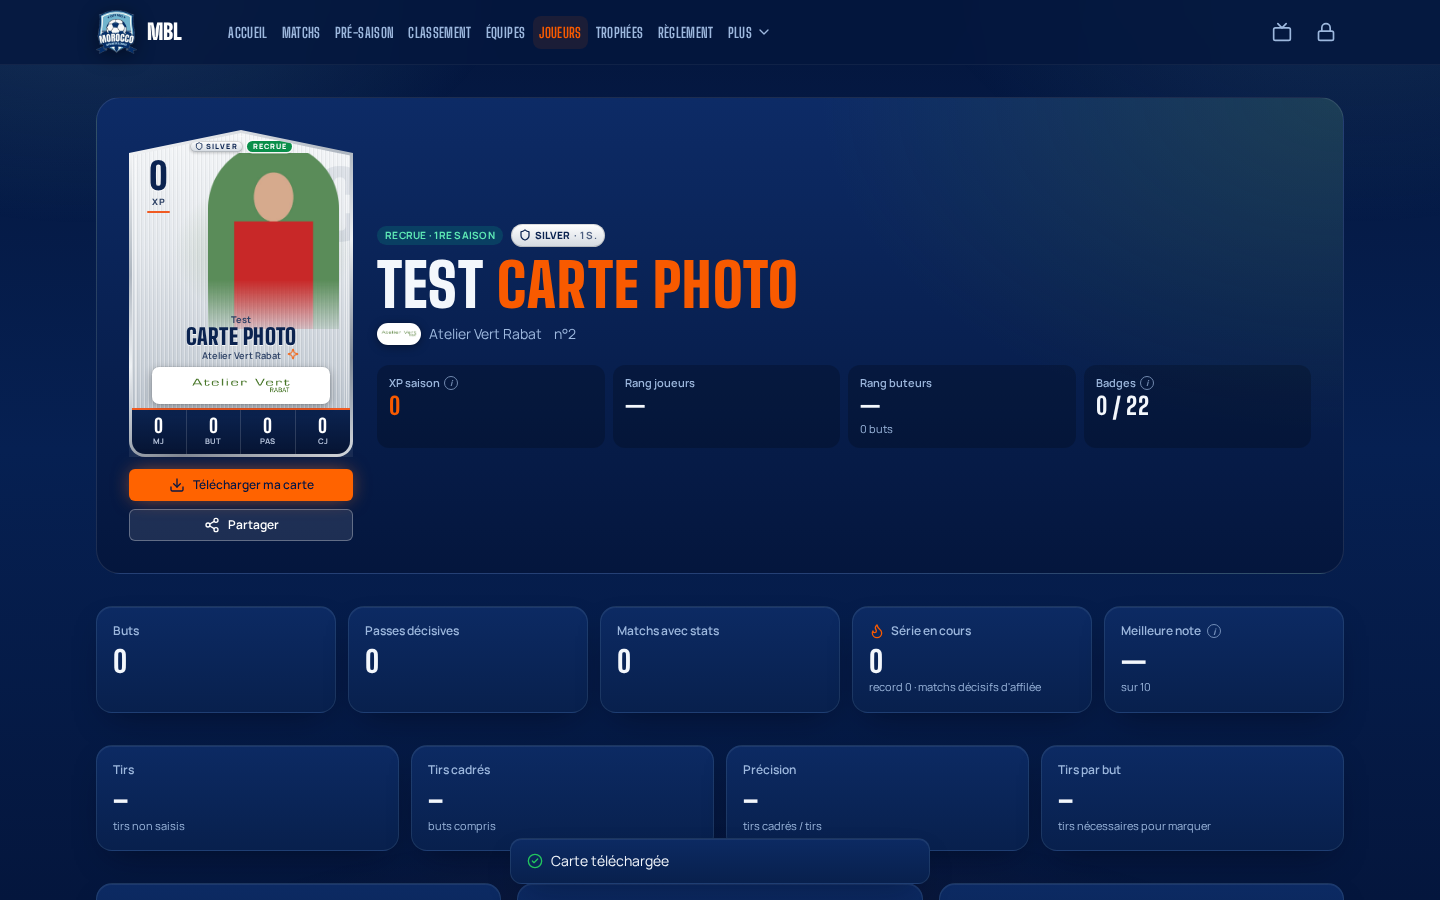 MOROCCO
MBL
ACCUEIL MATCHS PRÉ-SAISON CLASSEMENT ÉQUIPES JOUEURS TROPHÉES RÈGLEMENT PLUS
SILVER RECRUE
0
XP
Test
CARTE PHOTO
Atelier Vert Rabat
Atelier Vert
RABAT
0 0 0 0
MJ BUT PAS CJ
Télécharger ma carte
Partager
RECRUE · 1RE SAISON SILVER · 1 S.
TEST CARTE PHOTO
Atelier Vert Rabat n°2
XP saison i
0
Rang joueurs
—
Rang buteurs
—
0 buts
Badges i
0 / 22
Buts
0
Passes décisives
0
Matchs avec stats
0
Série en cours
0
record 0 · matchs décisifs d'affilée
Meilleure note i
—
sur 10
Tirs
–
tirs non saisis
Tirs cadrés
–
buts compris
Précision
–
tirs cadrés / tirs
Tirs par but
–
tirs nécessaires pour marquer
Carte téléchargée